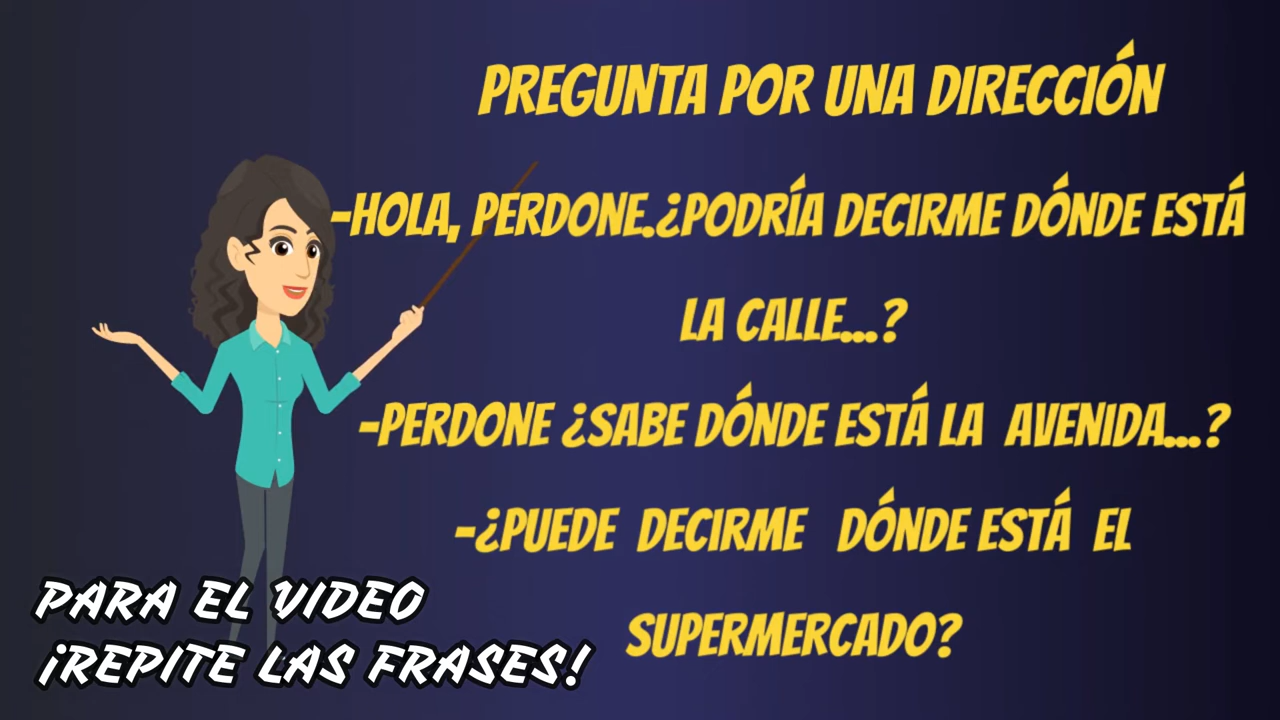 PREGUNTA POR UNA DIRECCIÓN
-HOLA, PERDONE.¿PODRÍA DECIRME DÓNDE ESTÁ
LA CALLE...?
-PERDONE ¿SABE DÓNDE ESTÁ LA AVENIDA...?
-¿PUEDE DECIRME DÓNDE ESTÁ EL
SUPERMERCADO?
PARA EL VIDEO
¡REPITE LAS FRASES!